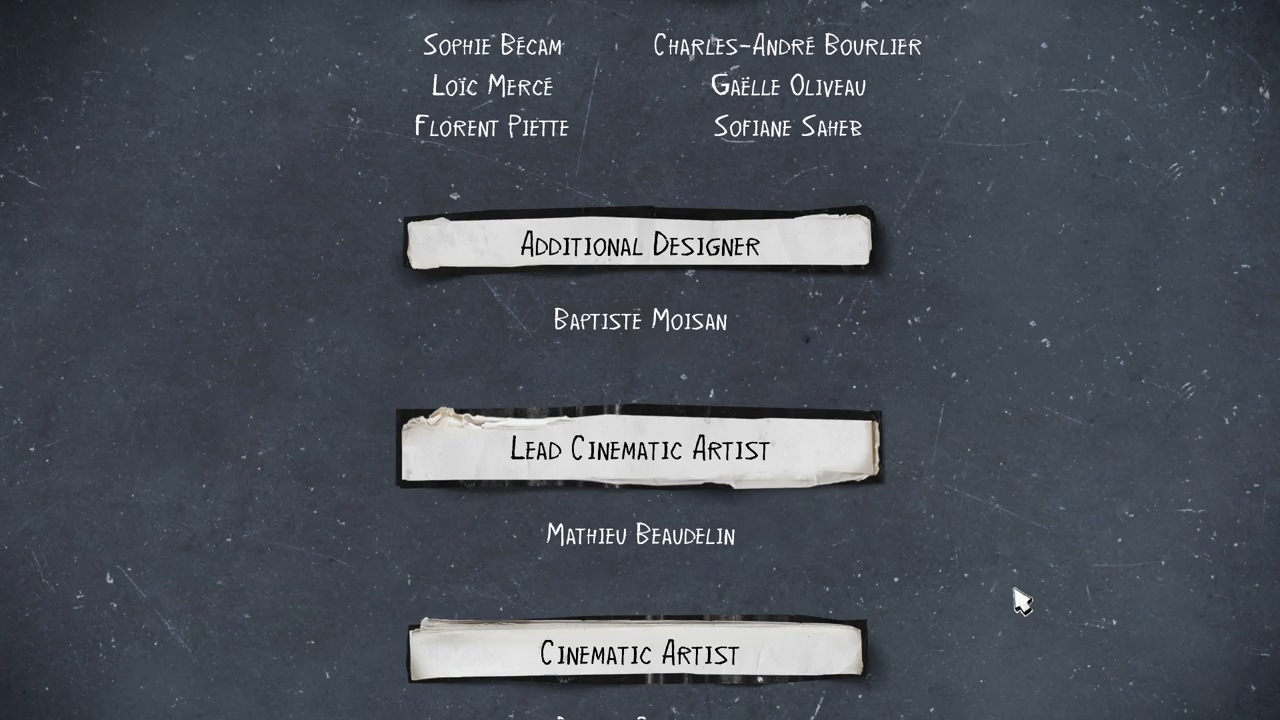 Sophie Bécam Charles-André Bourlier
Loïc Mercé Gaëlle Oliveau
Florent Piette Sofiane Saheb
Additional Designer
Baptiste Moisan
Lead Cinematic Artist
Mathieu Beaudelin
Cinematic Artist